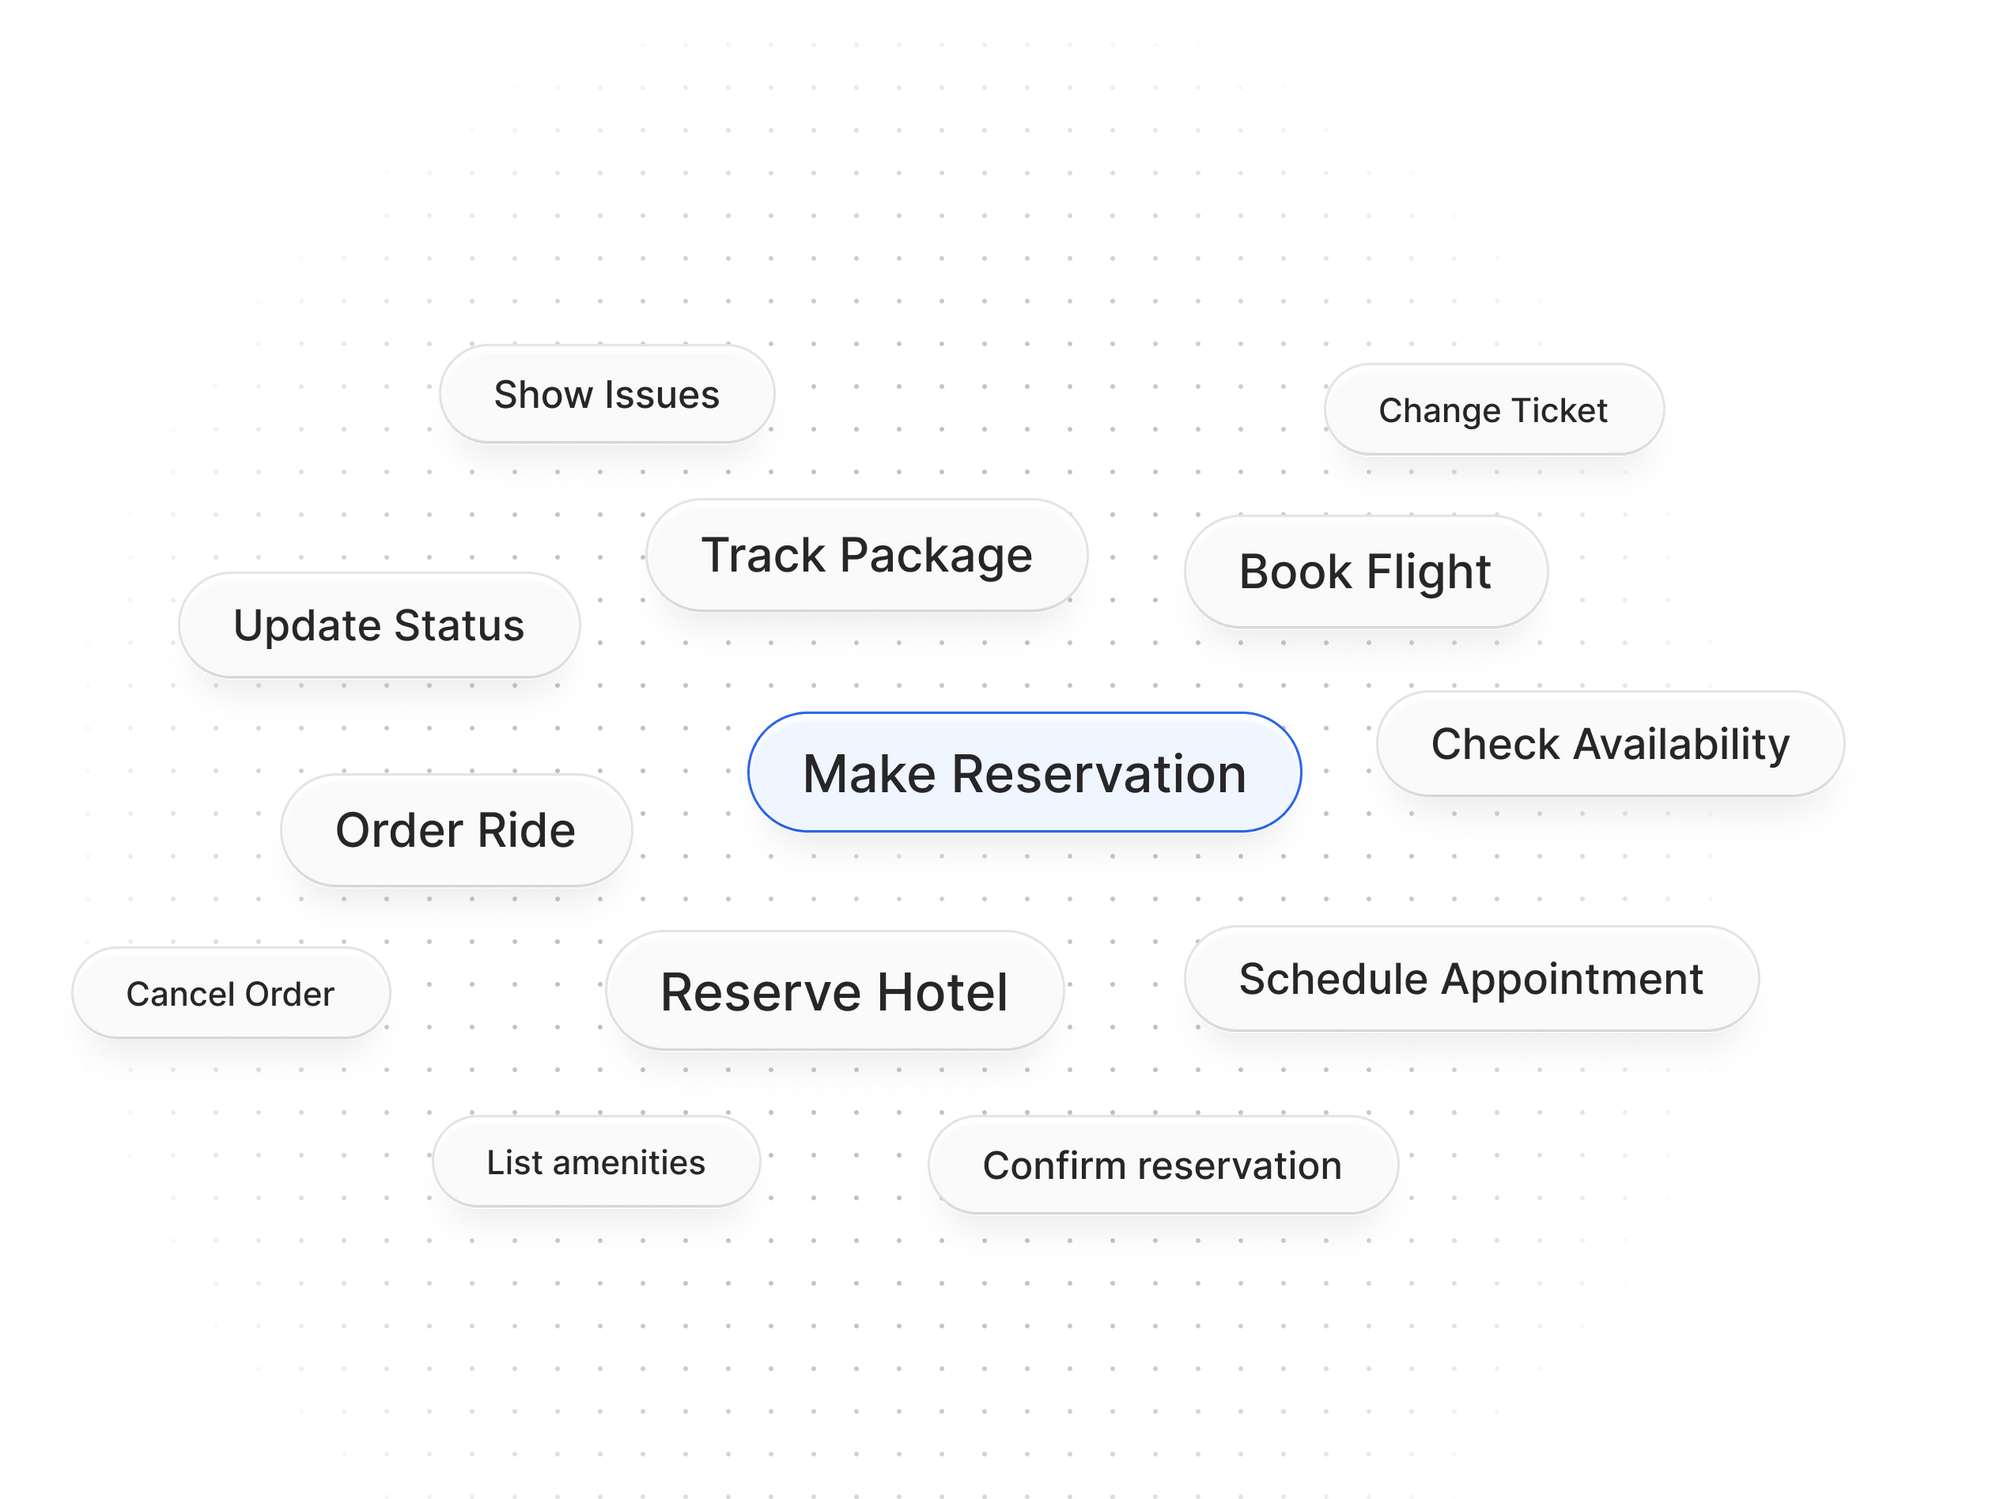 Show Issues
Change Ticket
Track Package
Book Flight
Update Status
Check Availability
Make Reservation
Order Ride
Schedule Appointment
Reserve Hotel
Cancel Order
List amenities
Confirm reservation